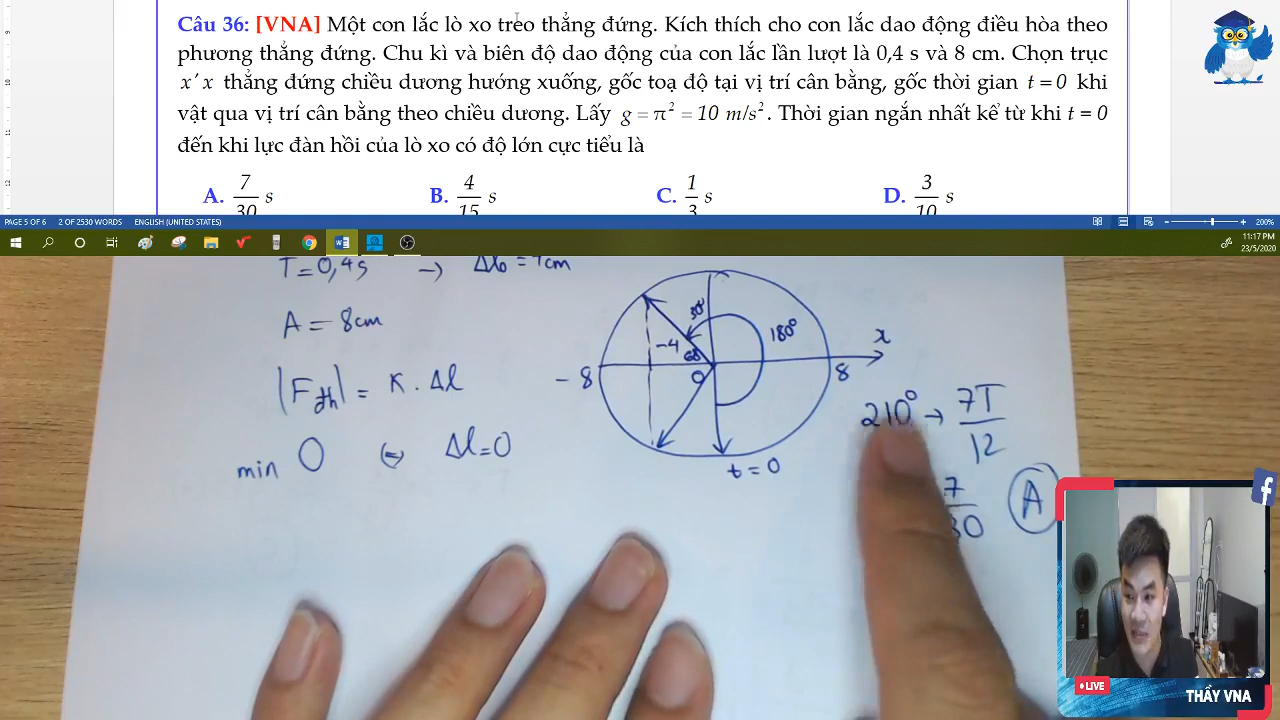 Câu 36: [VNA] Một con lắc lò xo treo thẳng đứng. Kích thích cho con lắc dao động điều hòa theo
phương thẳng đứng. Chu kì và biên độ dao động của con lắc lần lượt là 0,4 s và 8 cm. Chọn trục
x'x thẳng đứng chiều dương hướng xuống, gốc toạ độ tại vị trí cân bằng, gốc thời gian t = 0 khi
vật qua vị trí cân bằng theo chiều dương. Lấy g = π² = 10 m/s². Thời gian ngắn nhất kể từ khi t = 0
đến khi lực đàn hồi của lò xo có độ lớn cực tiểu là
A. 7/30 s B. 4/15 s C. 1/3 s D. 3/10 s
PAGE 5 OF 6 2 OF 2530 WORDS ENGLISH (UNITED STATES) 200%
11:17 PM
23/5/2020
T = 0,4s → Δl₀ = 4cm
A = 8cm
|Fđh| = K . Δl
min 0 ⇔ Δl = 0
30°
180°
-4
60
x
-8
O
8
t = 0
210° → 7T/12
7/30
A
LIVE
THẦY VNA